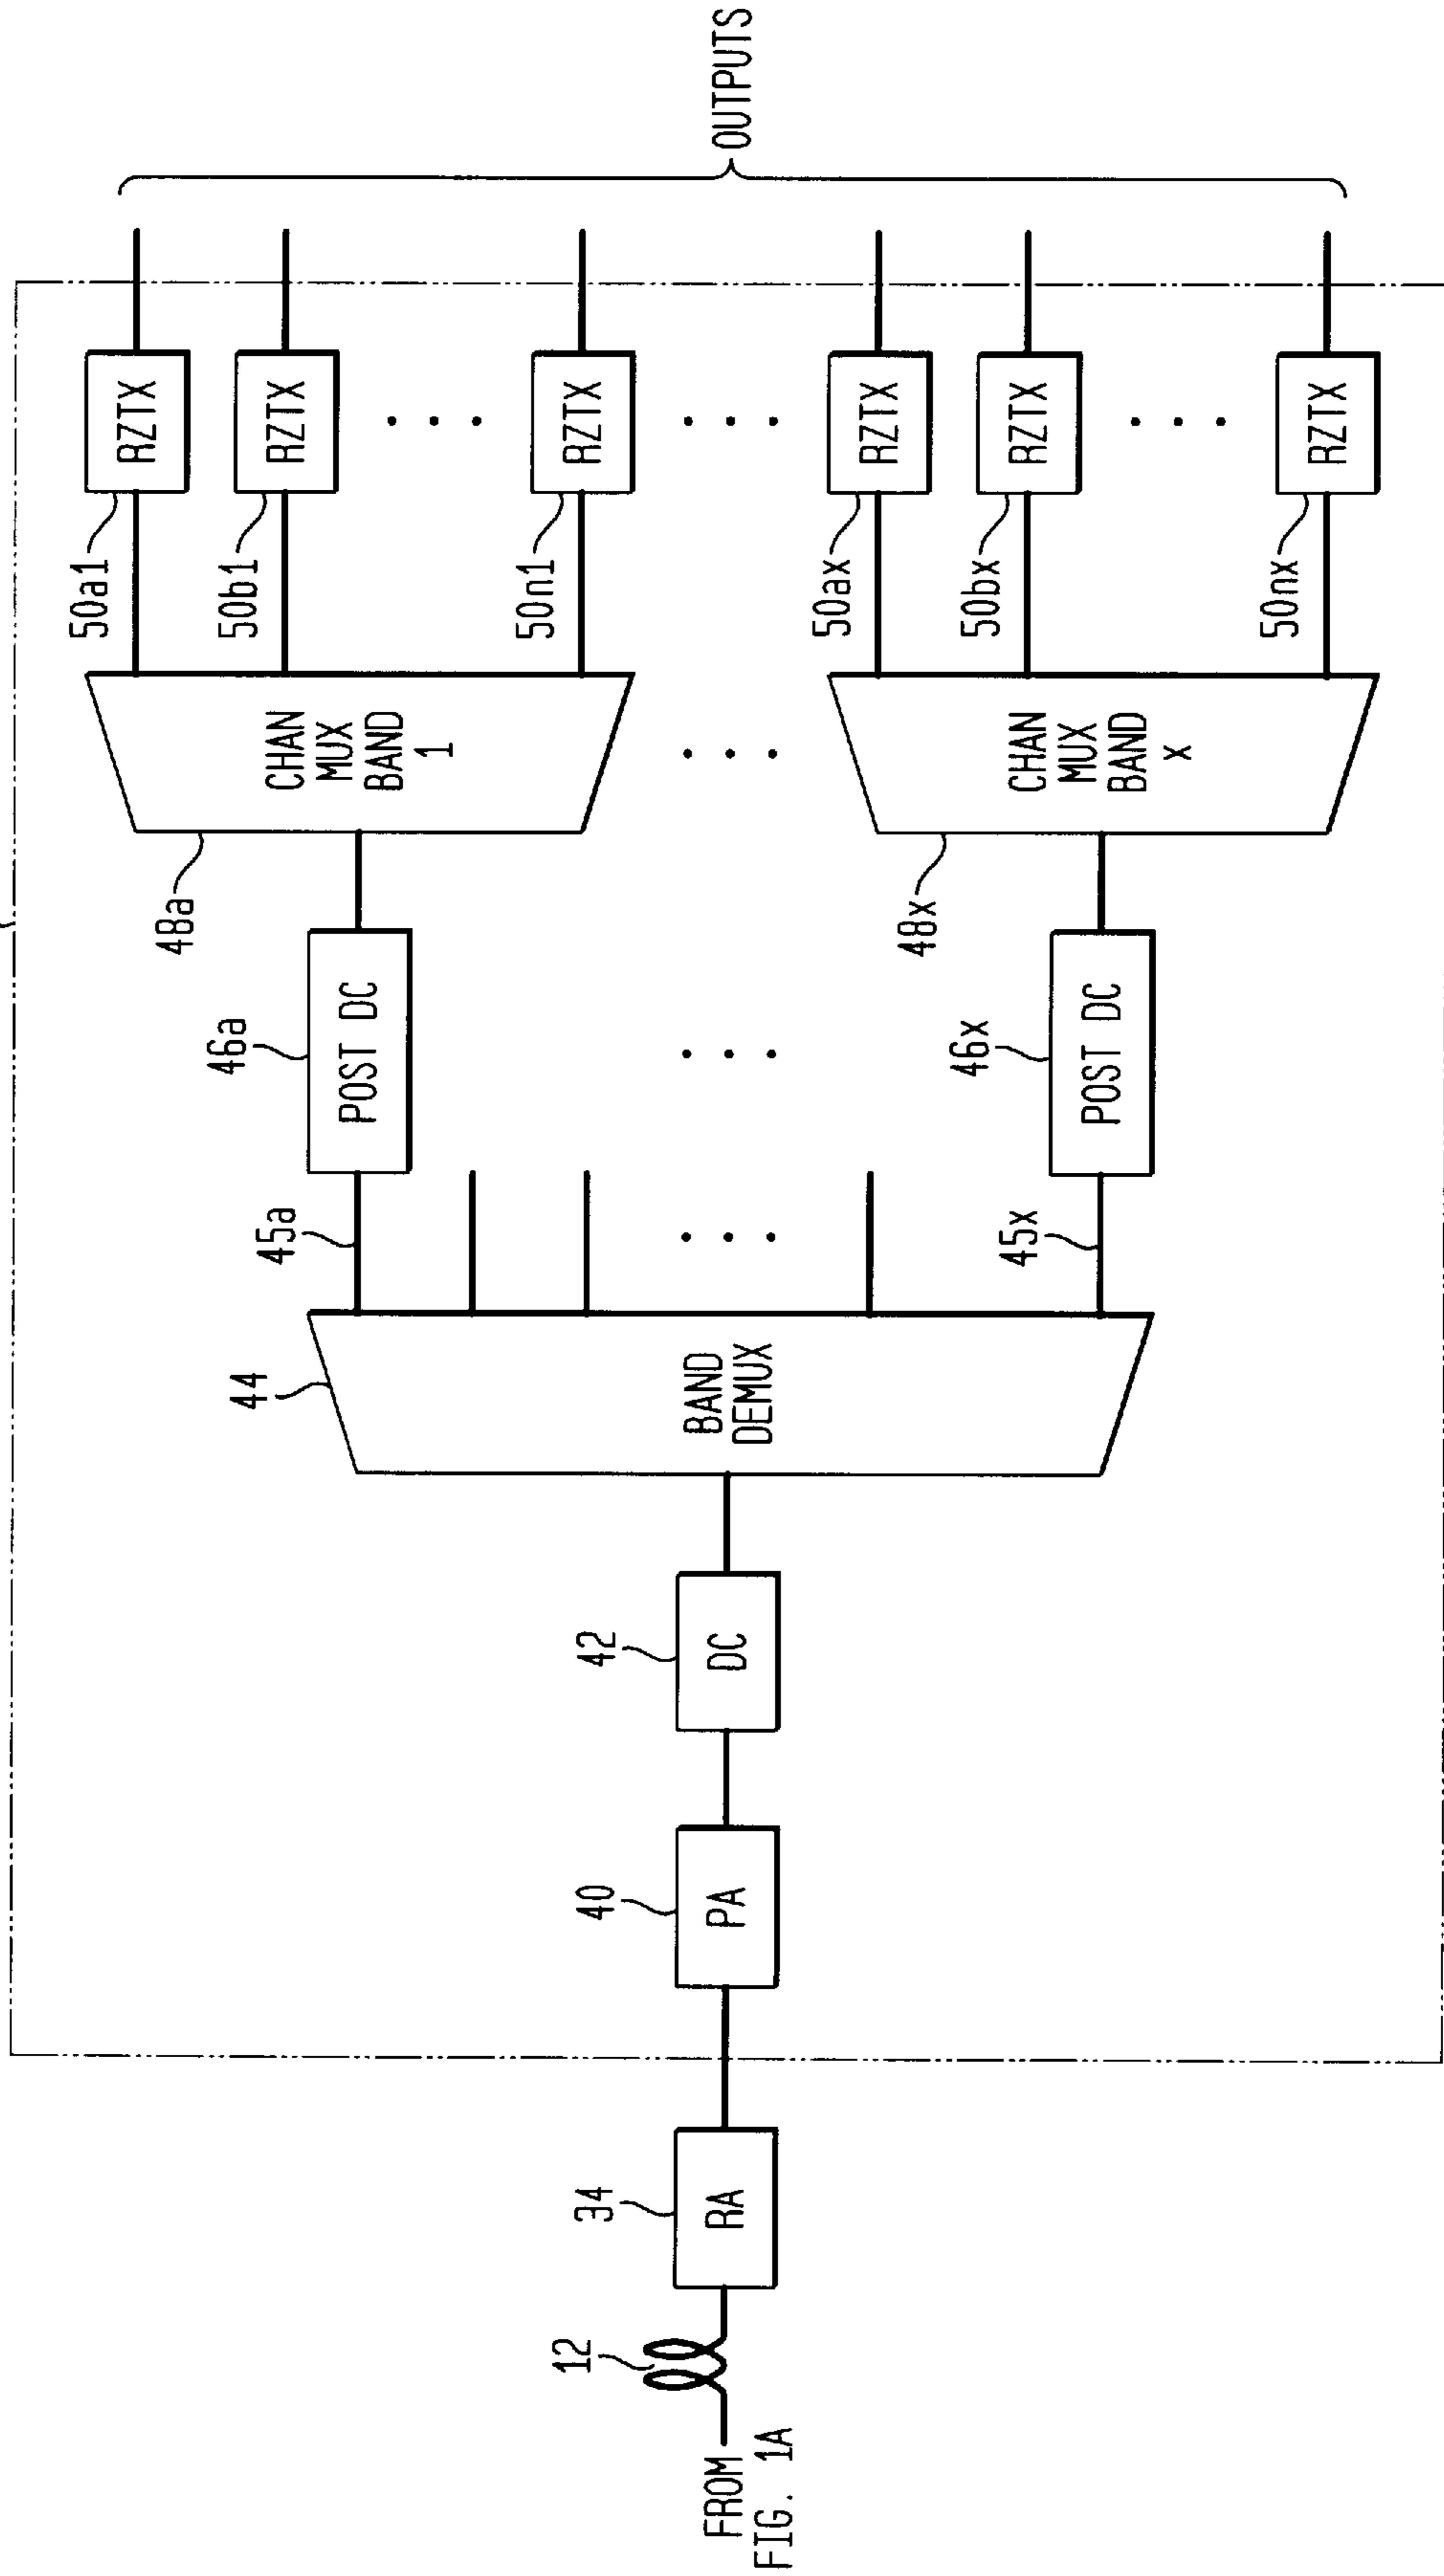 FROM
FIG. 1A
12
34
RA
40
PA
42
DC
44
BAND
DEMUX
45a
45x
46a
POST DC
46x
POST DC
48a
CHAN
MUX
BAND
1
48x
CHAN
MUX
BAND
x
50a1
RZTX
50b1
RZTX
50n1
RZTX
50ax
RZTX
50bx
RZTX
50nx
RZTX
OUTPUTS